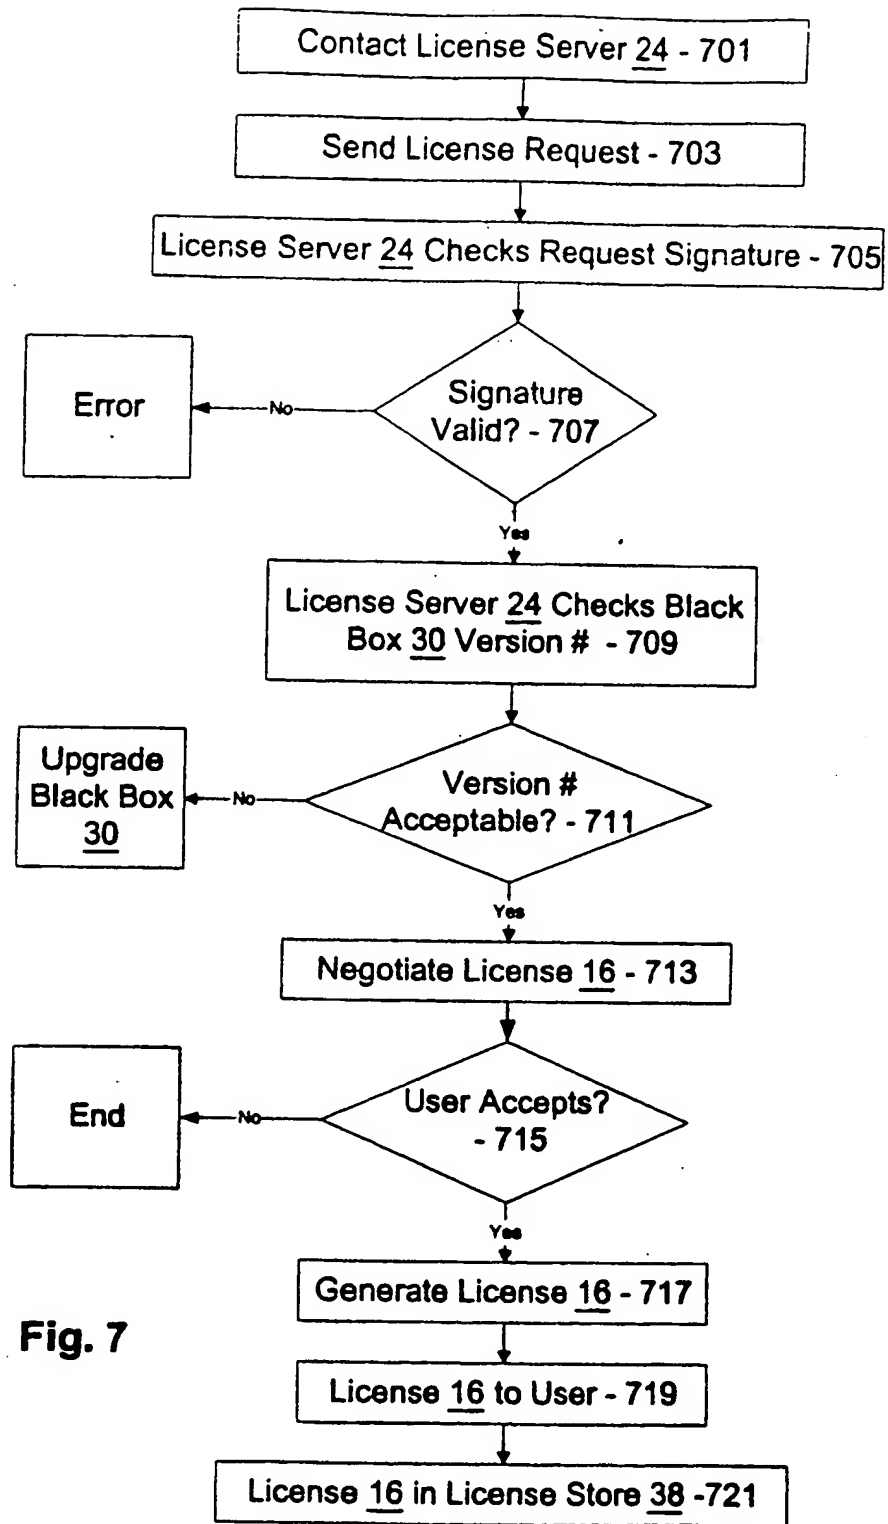 Contact License Server 24 - 701
Send License Request - 703
License Server 24 Checks Request Signature - 705
Signature
Valid? - 707
No
Error
Yes
License Server 24 Checks Black
Box 30 Version # - 709
Version #
Acceptable? - 711
No
Upgrade
Black Box
30
Yes
Negotiate License 16 - 713
User Accepts?
- 715
No
End
Yes
Generate License 16 - 717
License 16 to User - 719
License 16 in License Store 38 -721
Fig. 7